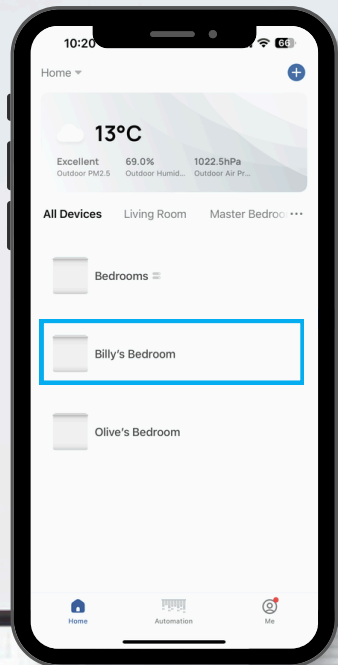 10:20
66
Home
13°C
Excellent 69.0% 1022.5hPa
Outdoor PM2.5 Outdoor Humid... Outdoor Air Pr...
All Devices Living Room Master Bedroo ...
Bedrooms
Billy's Bedroom
Olive's Bedroom
Home Automation Me